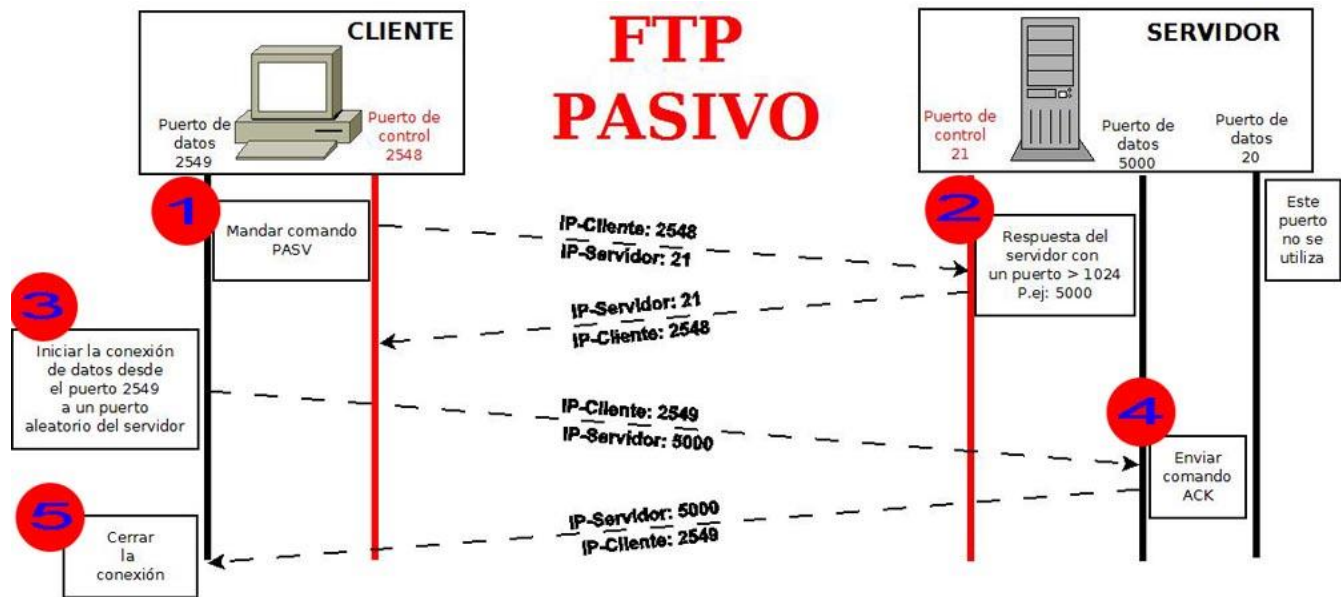 FTP
PASIVO
CLIENTE
Puerto de
datos
2549
Puerto de
control
2548
SERVIDOR
Puerto de
control
21
Puerto de
datos
5000
Puerto de
datos
20
1
Mandar comando
PASV
IP-Cliente: 2548
IP-Servidor: 21
2
Respuesta del
servidor con
un puerto > 1024
P.ej: 5000
Este
puerto
no se
utiliza
IP-Servidor: 21
IP-Cliente: 2548
3
Iniciar la conexión
de datos desde
el puerto 2549
a un puerto
aleatorio del servidor
IP-Cliente: 2549
IP-Servidor: 5000
4
Enviar
comando
ACK
IP-Servidor: 5000
IP-Cliente: 2549
5
Cerrar
la
conexión